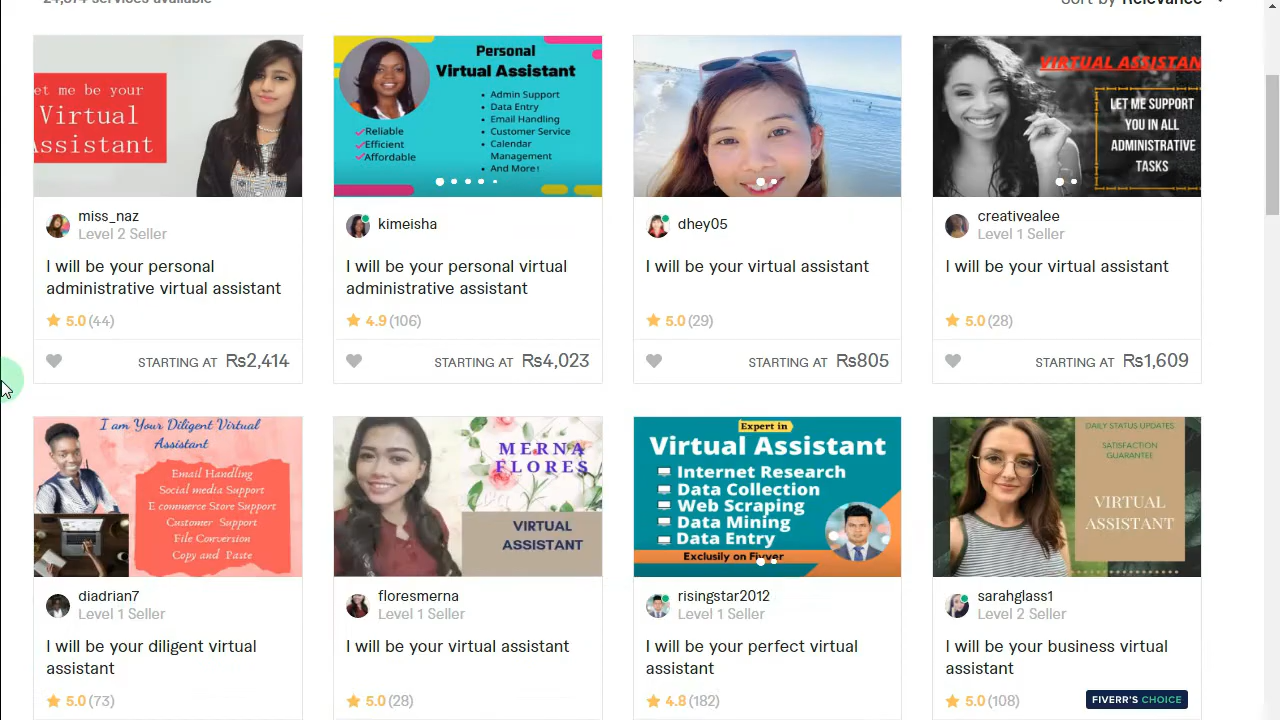 24,874 services available
Sort by Relevance
et me be your
Virtual
Assistant
Personal
Virtual Assistant
Admin Support
Data Entry
Email Handling
Customer Service
Calendar
Management
And More!
Reliable
Efficient
Affordable
VIRTUAL ASSISTAN
LET ME SUPPORT
YOU IN ALL
ADMINISTRATIVE
TASKS
miss_naz
Level 2 Seller
kimeisha
dhey05
creativealee
Level 1 Seller
I will be your personal
administrative virtual assistant
I will be your personal virtual
administrative assistant
I will be your virtual assistant
I will be your virtual assistant
5.0 (44)
4.9 (106)
5.0 (29)
5.0 (28)
STARTING AT Rs2,414
STARTING AT Rs4,023
STARTING AT Rs805
STARTING AT Rs1,609
I am Your Diligent Virtual
Assistant
Email Handling
Social media Support
E commerce Store Support
Customer Support
File Conversion
Copy and Paste
MERNA
FLORES
VIRTUAL
ASSISTANT
Expert in
Virtual Assistant
Internet Research
Data Collection
Web Scraping
Data Mining
Data Entry
Exclusily on Fivver
DAILY STATUS UPDATES
SATISFACTION
GUARANTEE
VIRTUAL
ASSISTANT
diadrian7
Level 1 Seller
floresmerna
Level 1 Seller
risingstar2012
Level 1 Seller
sarahglass1
Level 2 Seller
I will be your diligent virtual
assistant
I will be your virtual assistant
I will be your perfect virtual
assistant
I will be your business virtual
assistant
5.0 (73)
5.0 (28)
4.8 (182)
5.0 (108)
FIVERR'S CHOICE